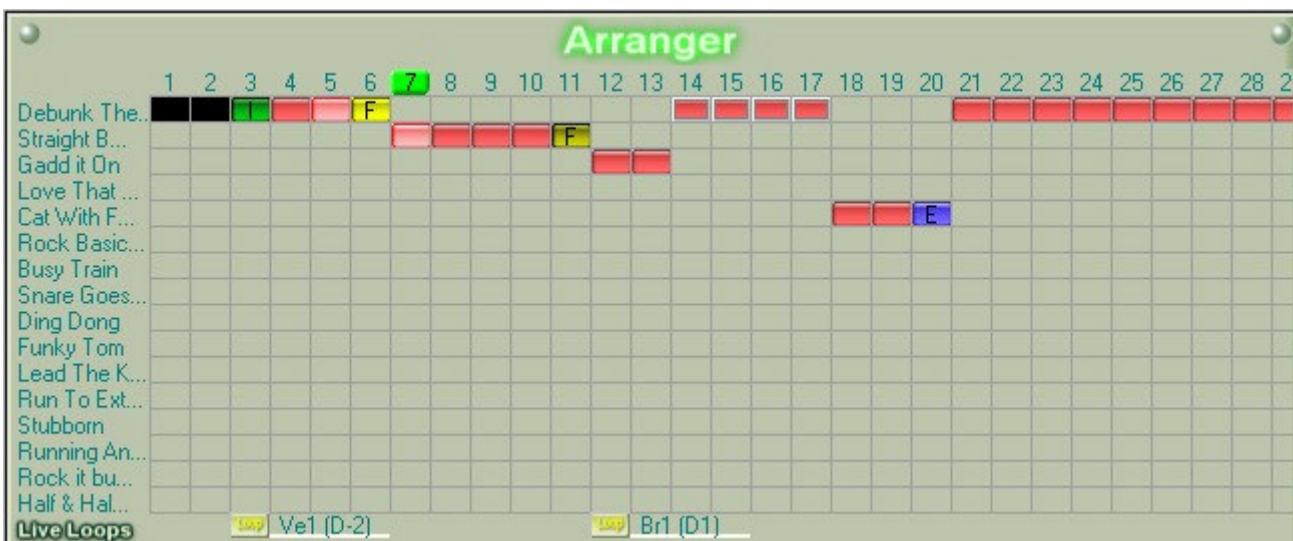 Arranger
1 2 3 4 5 6 7 8 9 10 11 12 13 14 15 16 17 18 19 20 21 22 23 24 25 26 27 28 2
Debunk The.. I F
Straight B... F
Gadd it On
Love That ...
Cat With F... E
Rock Basic...
Busy Train
Snare Goes...
Ding Dong
Funky Tom
Lead The K...
Run To Ext...
Stubborn
Running An...
Rock it bu...
Half & Hal...
Live Loops Loop Ve1 (D-2) Loop Br1 (D1)